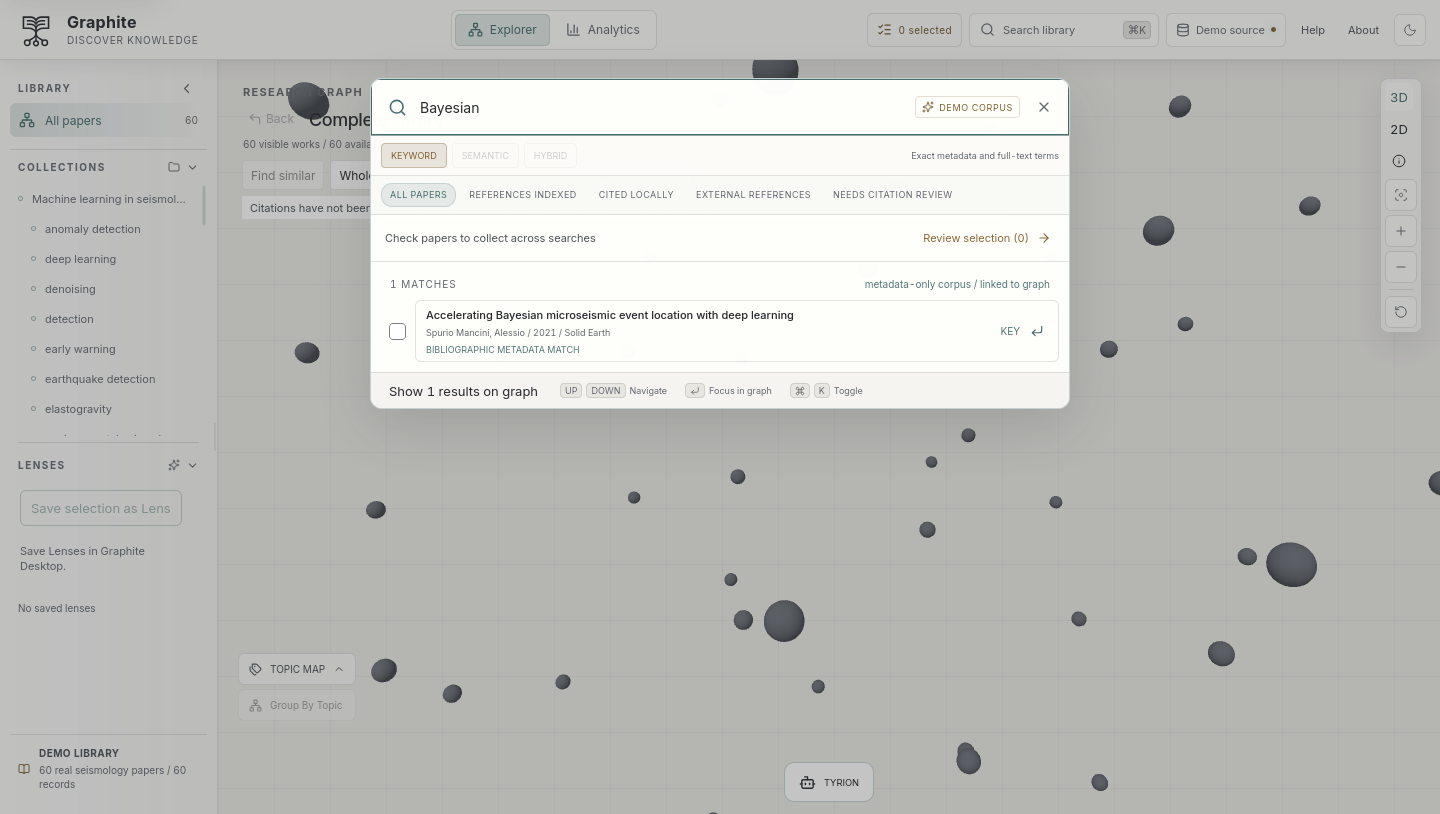 Graphite
DISCOVER KNOWLEDGE
Explorer
Analytics
0 selected
Search library
⌘K
Demo source
Help
About
LIBRARY
All papers
60
COLLECTIONS
Machine learning in seismol...
anomaly detection
deep learning
denoising
detection
early warning
earthquake detection
elastogravity
LENSES
Save selection as Lens
Save Lenses in Graphite
Desktop.
No saved lenses
DEMO LIBRARY
60 real seismology papers / 60
records
Back
60 visible works / 60
Find similar
Citations have not
Bayesian
DEMO CORPUS
KEYWORD
SEMANTIC
HYBRID
Exact metadata and full-text terms
ALL PAPERS
REFERENCES INDEXED
CITED LOCALLY
EXTERNAL REFERENCES
NEEDS CITATION REVIEW
Check papers to collect across searches
Review selection (0)
1 MATCHES
metadata-only corpus / linked to graph
Accelerating Bayesian microseismic event location with deep learning
Spurio Mancini, Alessio / 2021 / Solid Earth
BIBLIOGRAPHIC METADATA MATCH
KEY
Show 1 results on graph
UP
DOWN
Navigate
Focus in graph
⌘
K
Toggle
3D
2D
TOPIC MAP
Group By Topic
TYRION